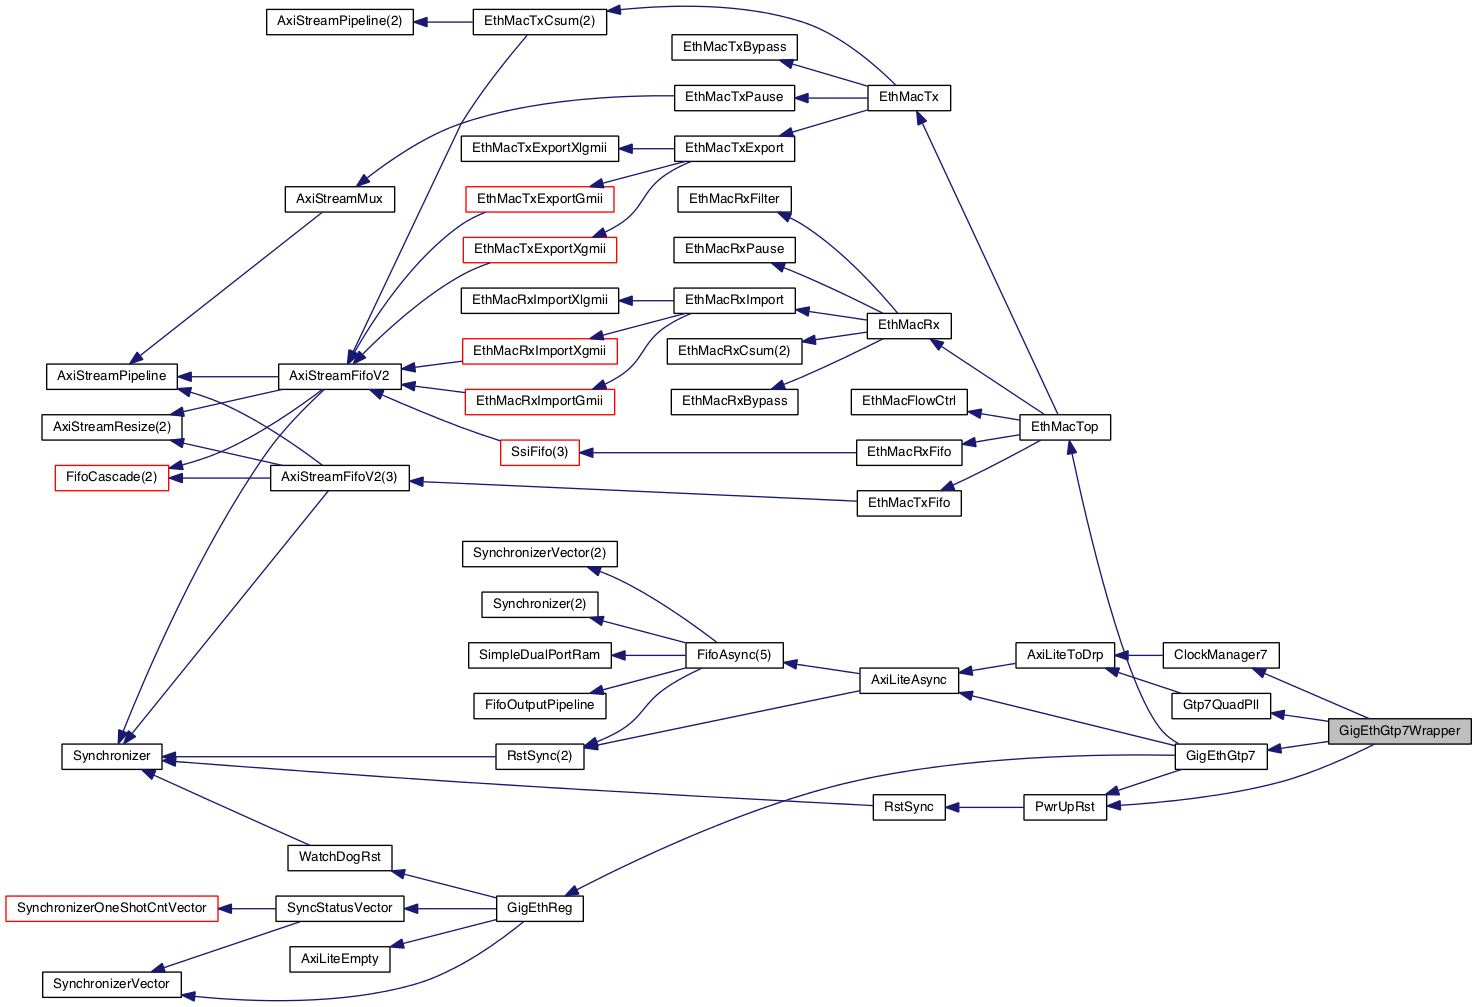 AxiStreamPipeline(2)
EthMacTxCsum(2)
EthMacTxBypass
EthMacTxPause
EthMacTx
EthMacTxExportXlgmii
EthMacTxExport
AxiStreamMux
EthMacTxExportGmii
EthMacRxFilter
EthMacTxExportXgmii
EthMacRxPause
EthMacRxImportXlgmii
EthMacRxImport
EthMacRx
EthMacRxImportXgmii
EthMacRxCsum(2)
AxiStreamPipeline
AxiStreamFifoV2
EthMacRxImportGmii
EthMacRxBypass
EthMacFlowCtrl
AxiStreamResize(2)
EthMacTop
SsiFifo(3)
EthMacRxFifo
FifoCascade(2)
AxiStreamFifoV2(3)
EthMacTxFifo
SynchronizerVector(2)
Synchronizer(2)
SimpleDualPortRam
FifoAsync(5)
AxiLiteToDrp
ClockManager7
AxiLiteAsync
FifoOutputPipeline
Gtp7QuadPll
GigEthGtp7Wrapper
Synchronizer
RstSync(2)
GigEthGtp7
RstSync
PwrUpRst
WatchDogRst
SynchronizerOneShotCntVector
SyncStatusVector
GigEthReg
AxiLiteEmpty
SynchronizerVector